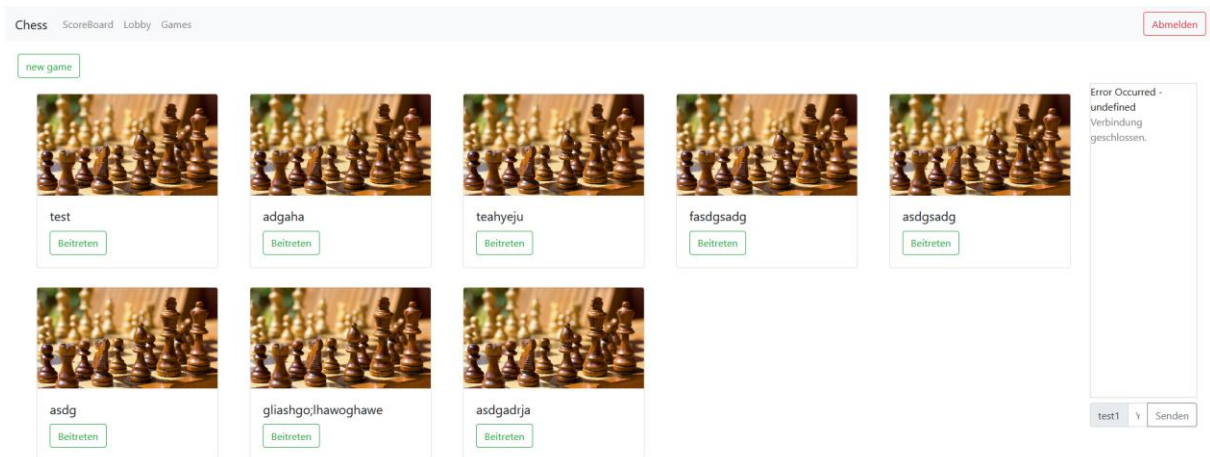 Chess ScoreBoard Lobby Games Abmelden
new game
test
Beitreten
adgaha
Beitreten
teahyeju
Beitreten
fasdgsadg
Beitreten
asdgsadg
Beitreten
asdg
Beitreten
gliashgo;lhawoghawe
Beitreten
asdgadrja
Beitreten
Error Occurred -
undefined
Verbindung
geschlossen.
test1 Y Senden